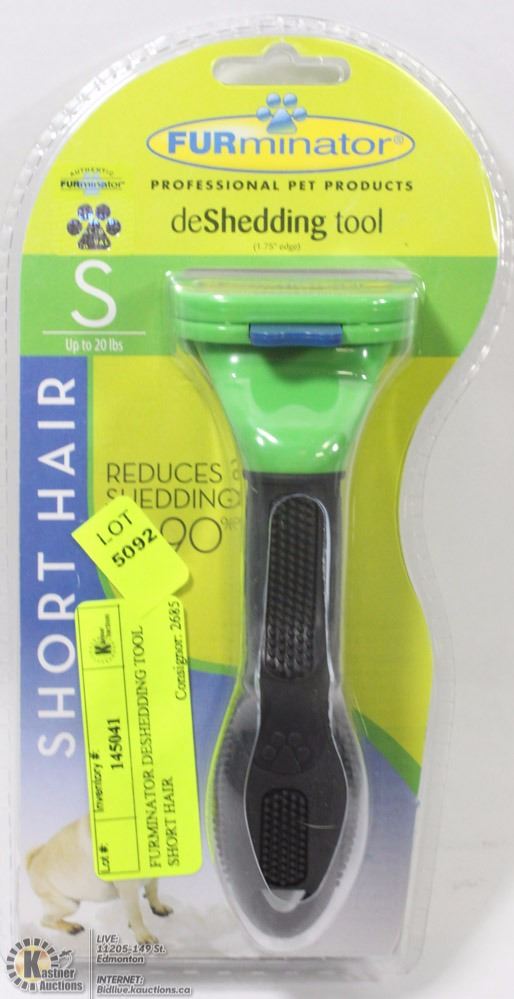 FURminator®
PROFESSIONAL PET PRODUCTS
deShedding tool
(1.75" edge)
AUTHENTIC
FURminator®
S
Up to 20 lbs
SHORT HAIR
REDUCES
SHEDDING
90%
LOT
5092
Lot #:
Inventory #:
145041
Kastner Auctions
FURMINATOR DESHEDDING TOOL
SHORT HAIR
Consignor: 2685
K
Kastner
Auctions
LIVE:
11205-149 St.
Edmonton
INTERNET:
Bidlive.kauctions.ca